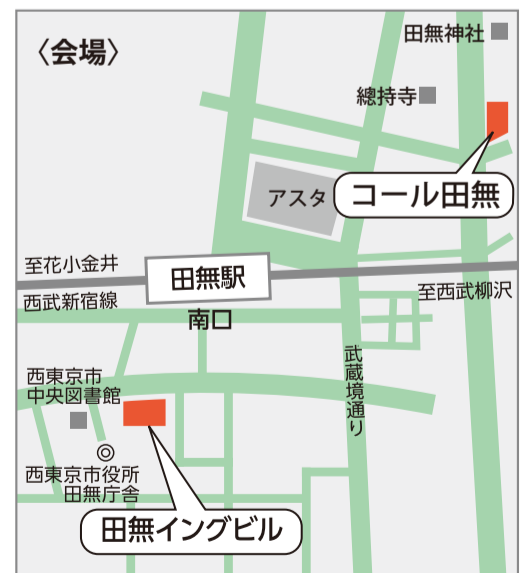 〈会場〉
田無神社
總持寺
アスタ
コール田無
至花小金井
田無駅
西武新宿線
至西武柳沢
南口
武蔵境通り
西東京市
中央図書館
西東京市役所
田無庁舎
田無イングビル